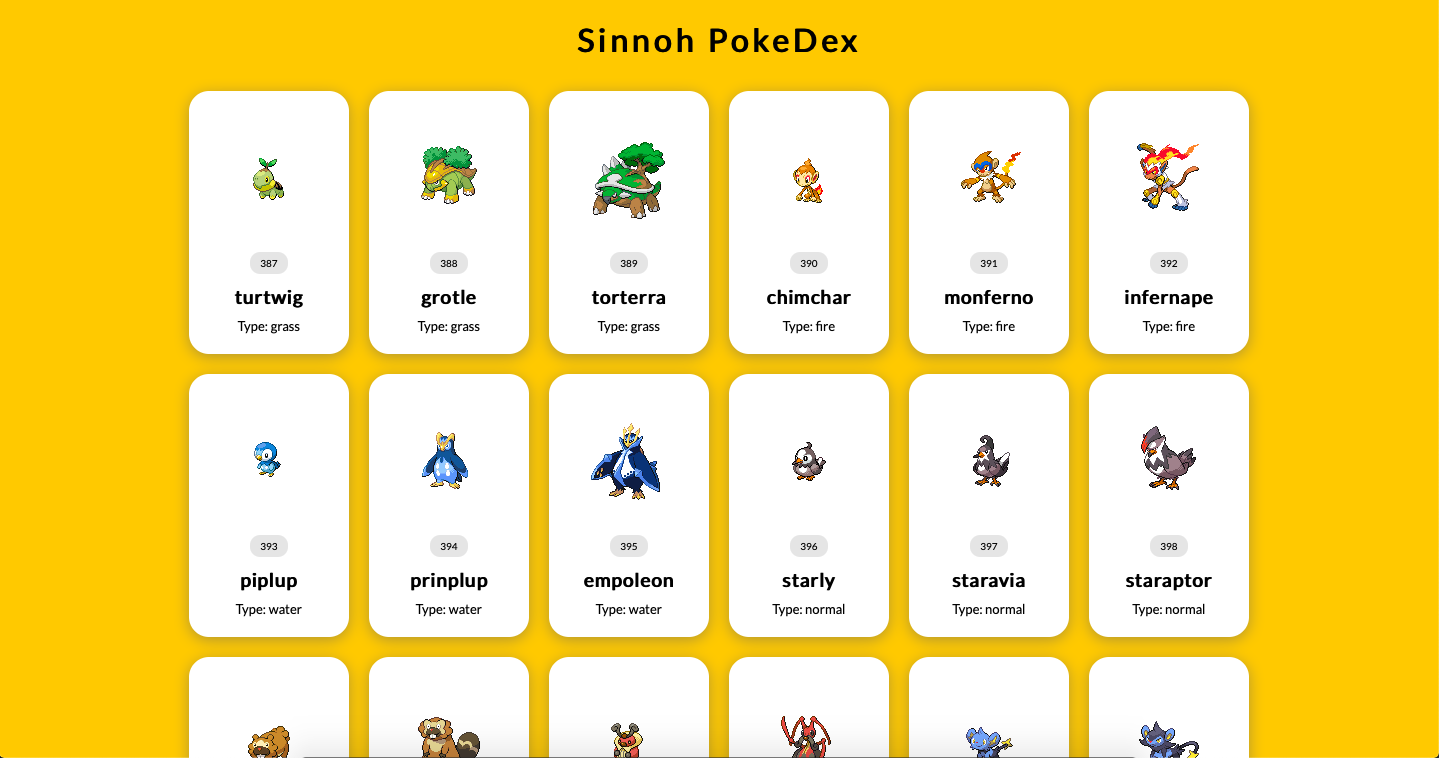 Sinnoh PokeDex
387
turtwig
Type: grass
388
grotle
Type: grass
389
torterra
Type: grass
390
chimchar
Type: fire
391
monferno
Type: fire
392
infernape
Type: fire
393
piplup
Type: water
394
prinplup
Type: water
395
empoleon
Type: water
396
starly
Type: normal
397
staravia
Type: normal
398
staraptor
Type: normal